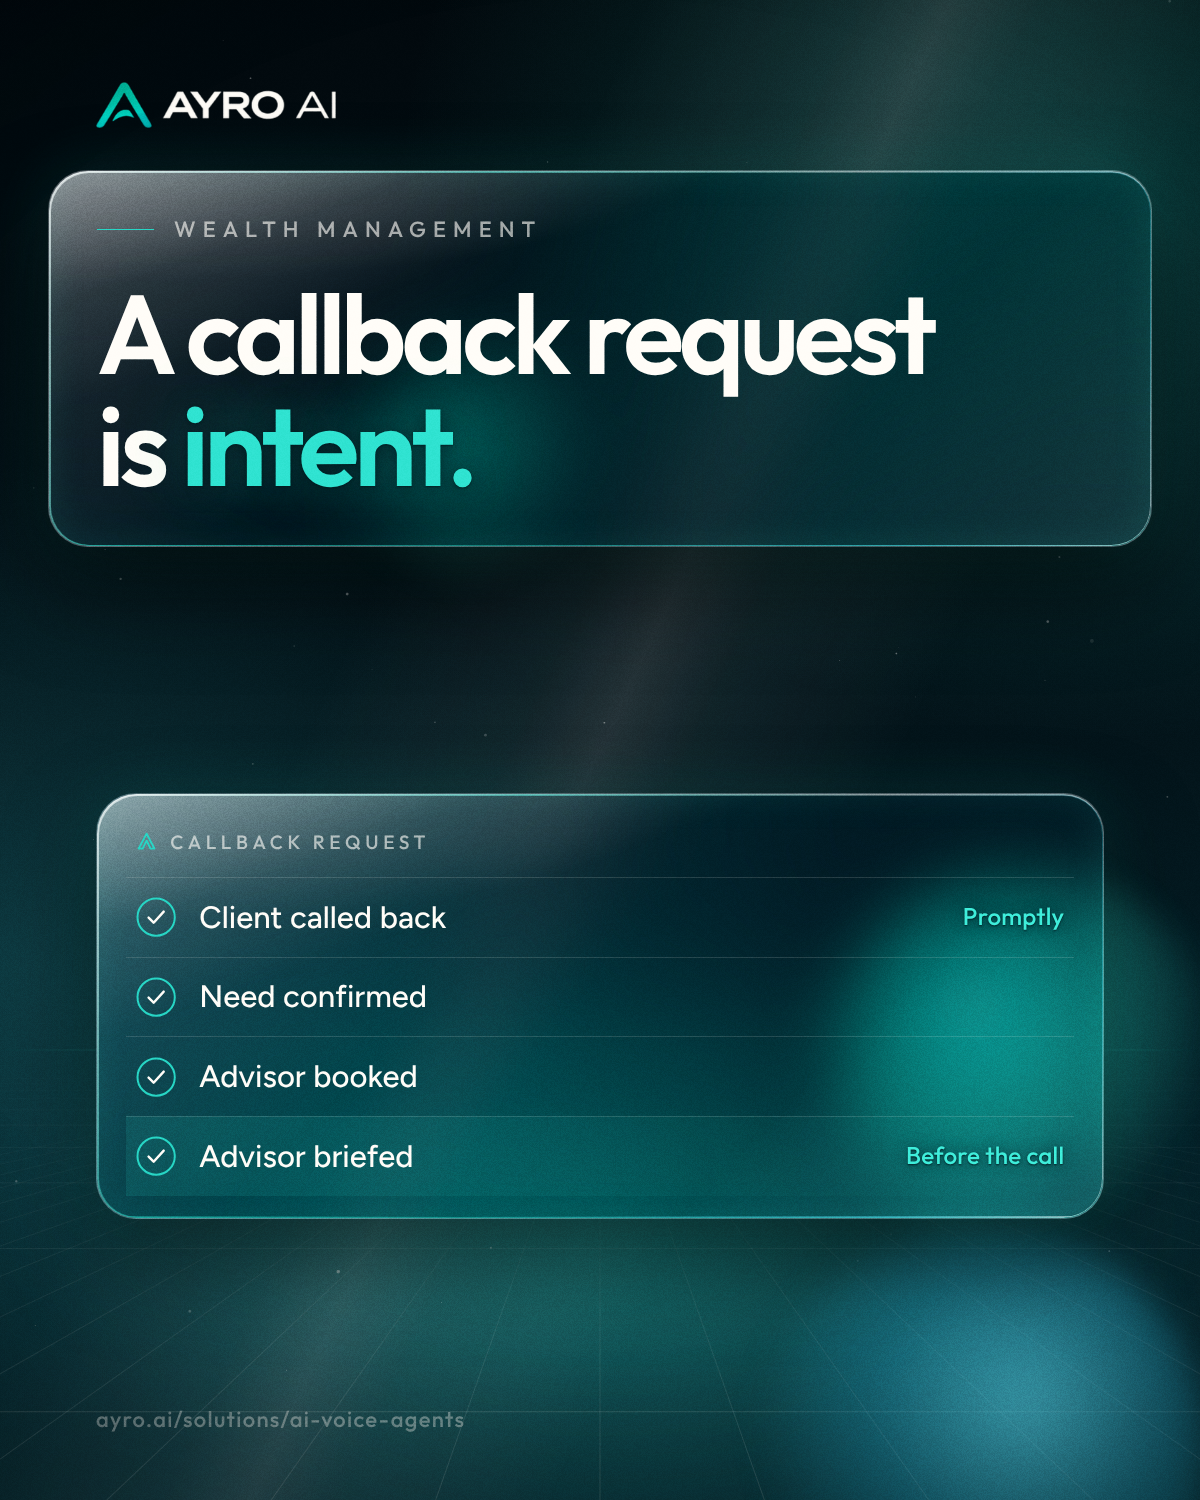 AYRO AI
WEALTH MANAGEMENT
A callback request
is intent.
CALLBACK REQUEST
Client called back
Promptly
Need confirmed
Advisor booked
Advisor briefed
Before the call
ayro.ai/solutions/ai-voice-agents